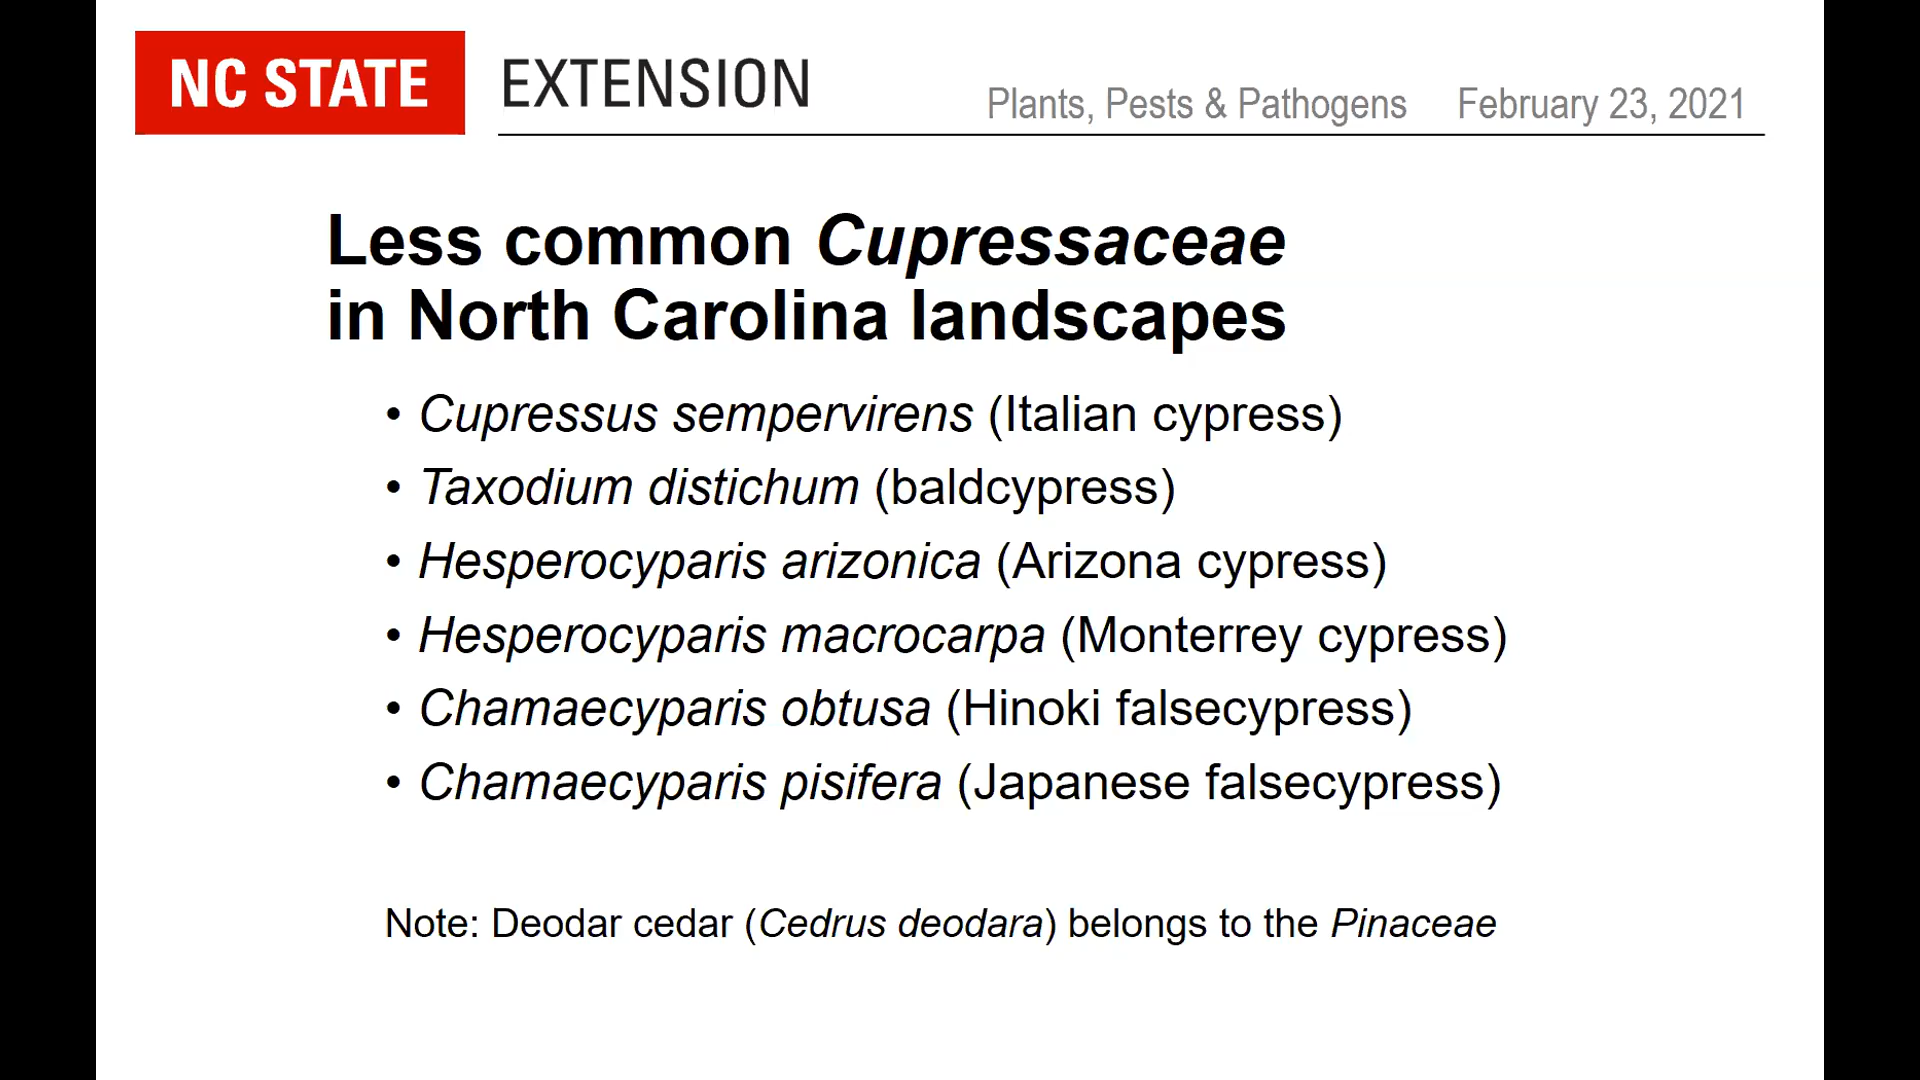 NC STATE EXTENSION
Plants, Pests & Pathogens February 23, 2021
Less common Cupressaceae
in North Carolina landscapes
• Cupressus sempervirens (Italian cypress)
• Taxodium distichum (baldcypress)
• Hesperocyparis arizonica (Arizona cypress)
• Hesperocyparis macrocarpa (Monterrey cypress)
• Chamaecyparis obtusa (Hinoki falsecypress)
• Chamaecyparis pisifera (Japanese falsecypress)
Note: Deodar cedar (Cedrus deodara) belongs to the Pinaceae